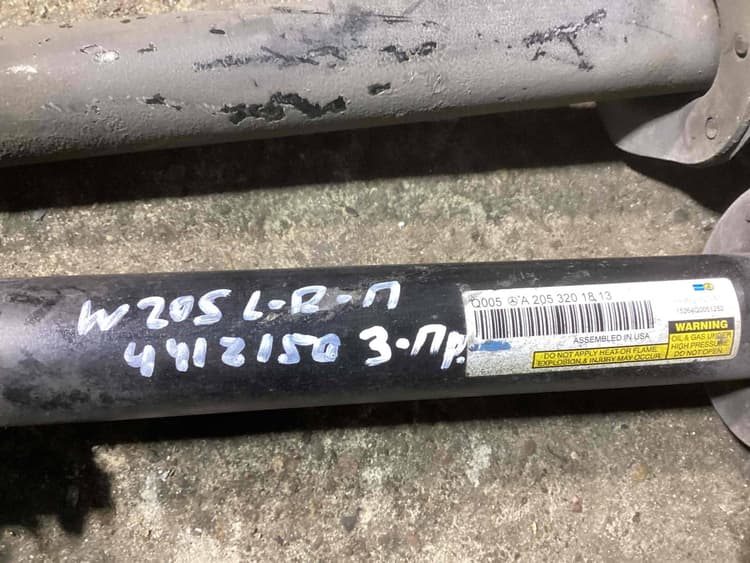 W205 L-R-П
4412150 З-Пр.
Q005 A 205 320 18 13
ASSEMBLED IN USA
WARNING
OIL & GAS UNDER
HIGH PRESSURE
DO NOT OPEN.
DO NOT APPLY HEAT OR FLAME
EXPLOSION & INJURY MAY OCCUR